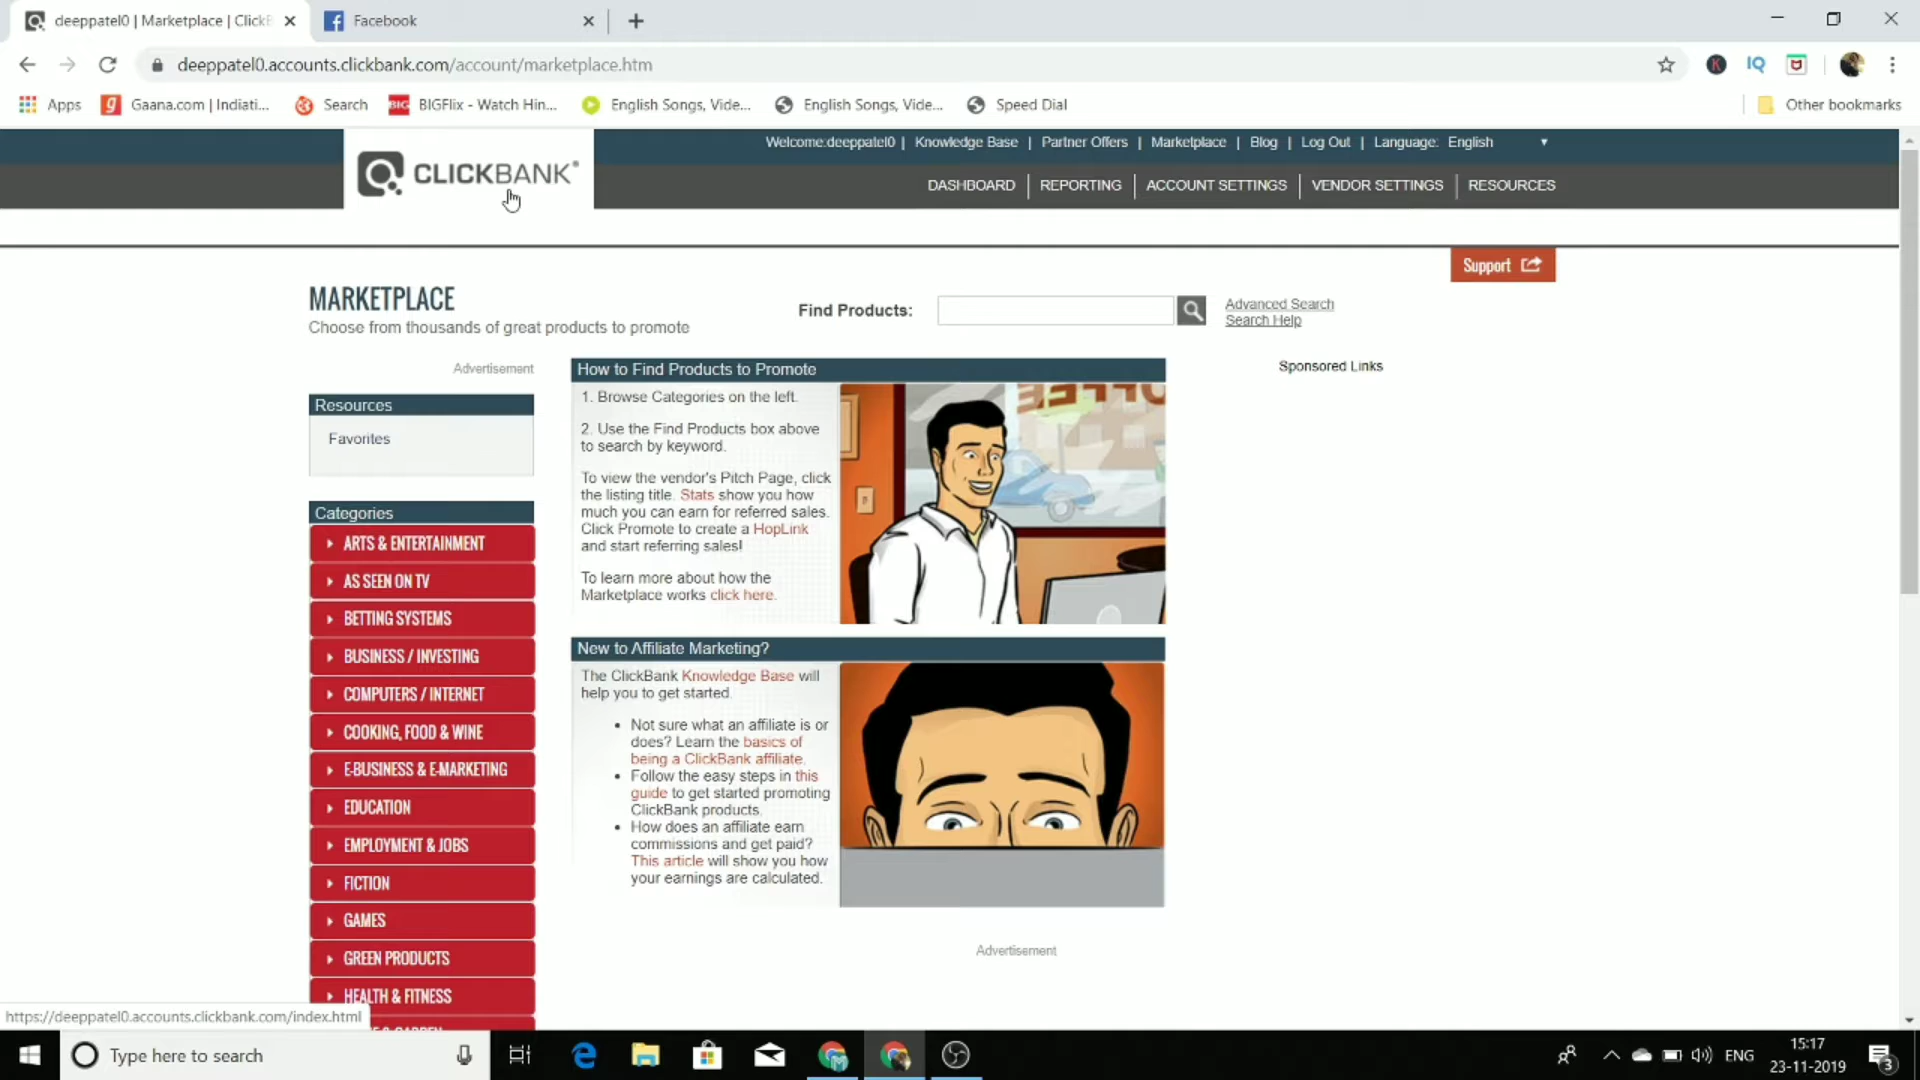 deeppatel0 | Marketplace | ClickB
Facebook
deeppatel0.accounts.clickbank.com/account/marketplace.htm
K
IQ
Apps
g
Gaana.com | Indiati...
Search
BIG
BIGFlix - Watch Hin...
English Songs, Vide...
English Songs, Vide...
Speed Dial
Other bookmarks
CLICKBANK®
Welcome:deeppatel0 | Knowledge Base | Partner Offers | Marketplace | Blog | Log Out | Language: English
DASHBOARD | REPORTING | ACCOUNT SETTINGS | VENDOR SETTINGS | RESOURCES
Support
MARKETPLACE
Choose from thousands of great products to promote
Find Products:
Advanced Search
Search Help
Advertisement
Resources
Favorites
Categories
ARTS & ENTERTAINMENT
AS SEEN ON TV
BETTING SYSTEMS
BUSINESS / INVESTING
COMPUTERS / INTERNET
COOKING, FOOD & WINE
E-BUSINESS & E-MARKETING
EDUCATION
EMPLOYMENT & JOBS
FICTION
GAMES
GREEN PRODUCTS
HEALTH & FITNESS
How to Find Products to Promote
1. Browse Categories on the left.
2. Use the Find Products box above
to search by keyword.
To view the vendor's Pitch Page, click
the listing title. Stats show you how
much you can earn for referred sales.
Click Promote to create a HopLink
and start referring sales!
To learn more about how the
Marketplace works click here.
New to Affiliate Marketing?
The ClickBank Knowledge Base will
help you to get started.
• Not sure what an affiliate is or
does? Learn the basics of
being a ClickBank affiliate.
• Follow the easy steps in this
guide to get started promoting
ClickBank products.
• How does an affiliate earn
commissions and get paid?
This article will show you how
your earnings are calculated.
Sponsored Links
Advertisement
https://deeppatel0.accounts.clickbank.com/index.html
Type here to search
ENG
15:17
23-11-2019
3